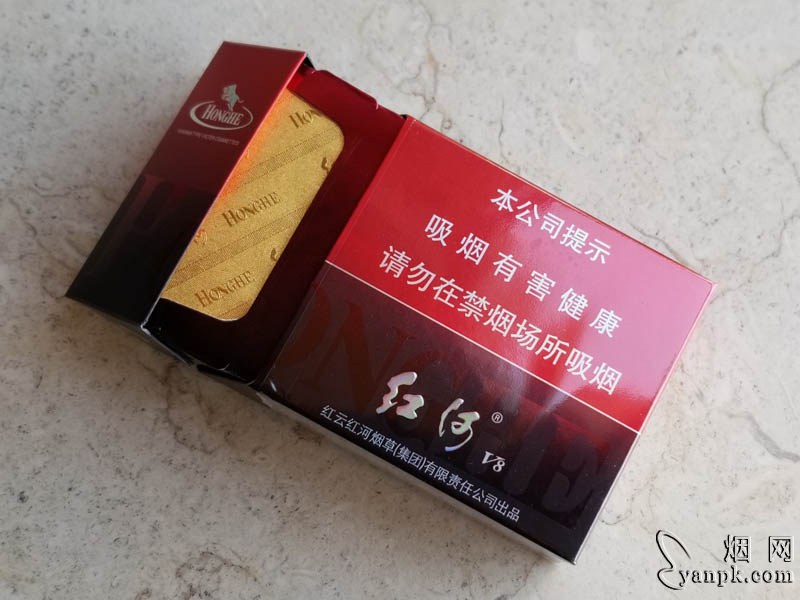 HONGHE
HONGHE
HONGHE
本公司提示
吸烟有害健康
请勿在禁烟场所吸烟
红河® V8
红云红河烟草(集团)有限责任公司出品
烟网
yanpk.com